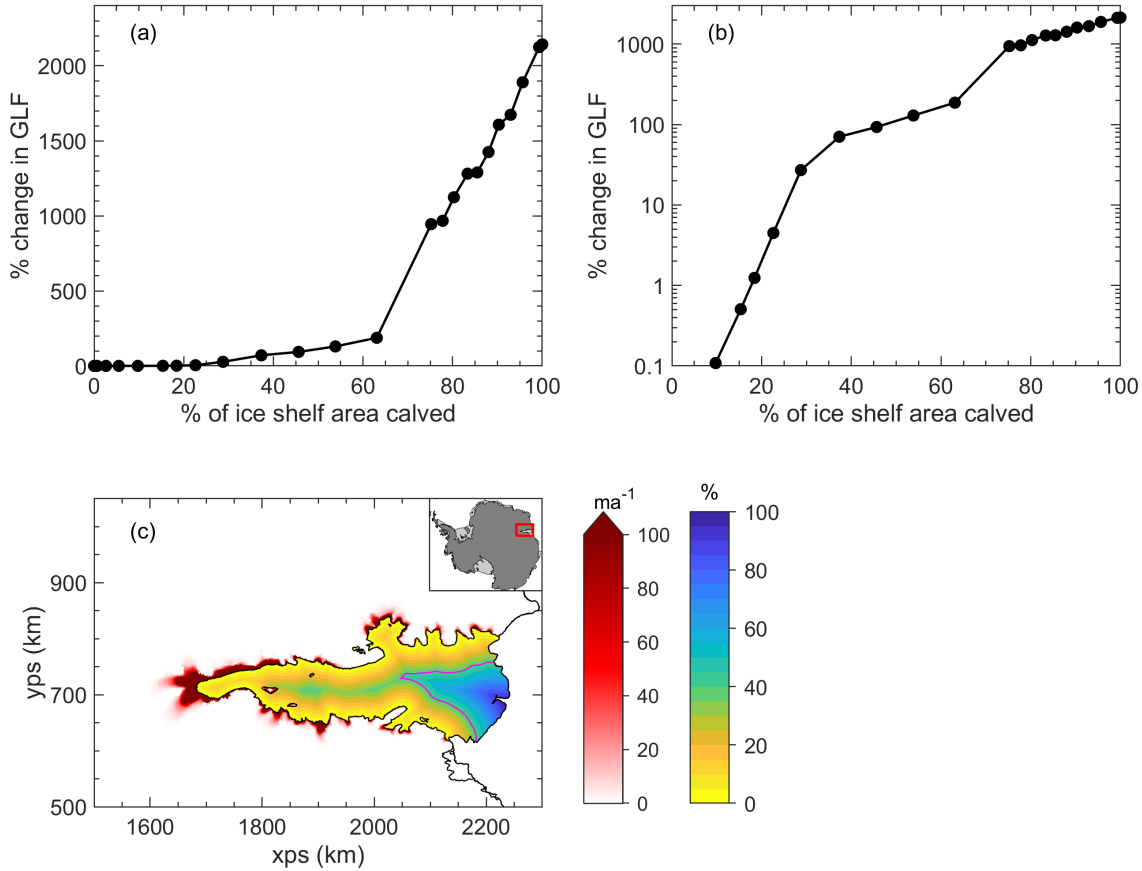 (a)
% change in GLF
2000
1500
1000
500
0
0 20 40 60 80 100
% of ice shelf area calved
(b)
% change in GLF
1000
100
10
1
0.1
0 20 40 60 80 100
% of ice shelf area calved
(c)
yps (km)
900
700
500
1600 1800 2000 2200
xps (km)
ma-1
100
80
60
40
20
0
%
100
80
60
40
20
0